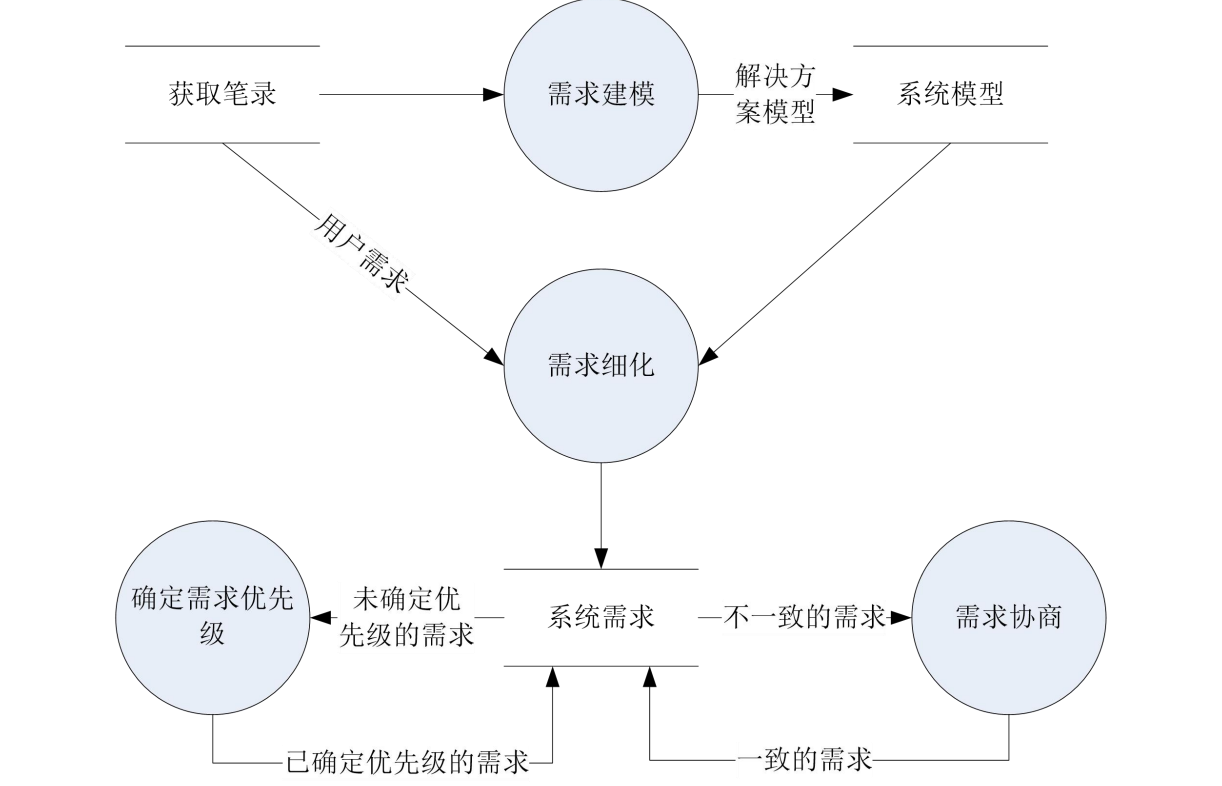 获取笔录
需求建模
解决方
案模型
系统模型
用户需求
需求细化
确定需求优先
级
未确定优
先级的需求
系统需求
不一致的需求
需求协商
已确定优先级的需求
一致的需求